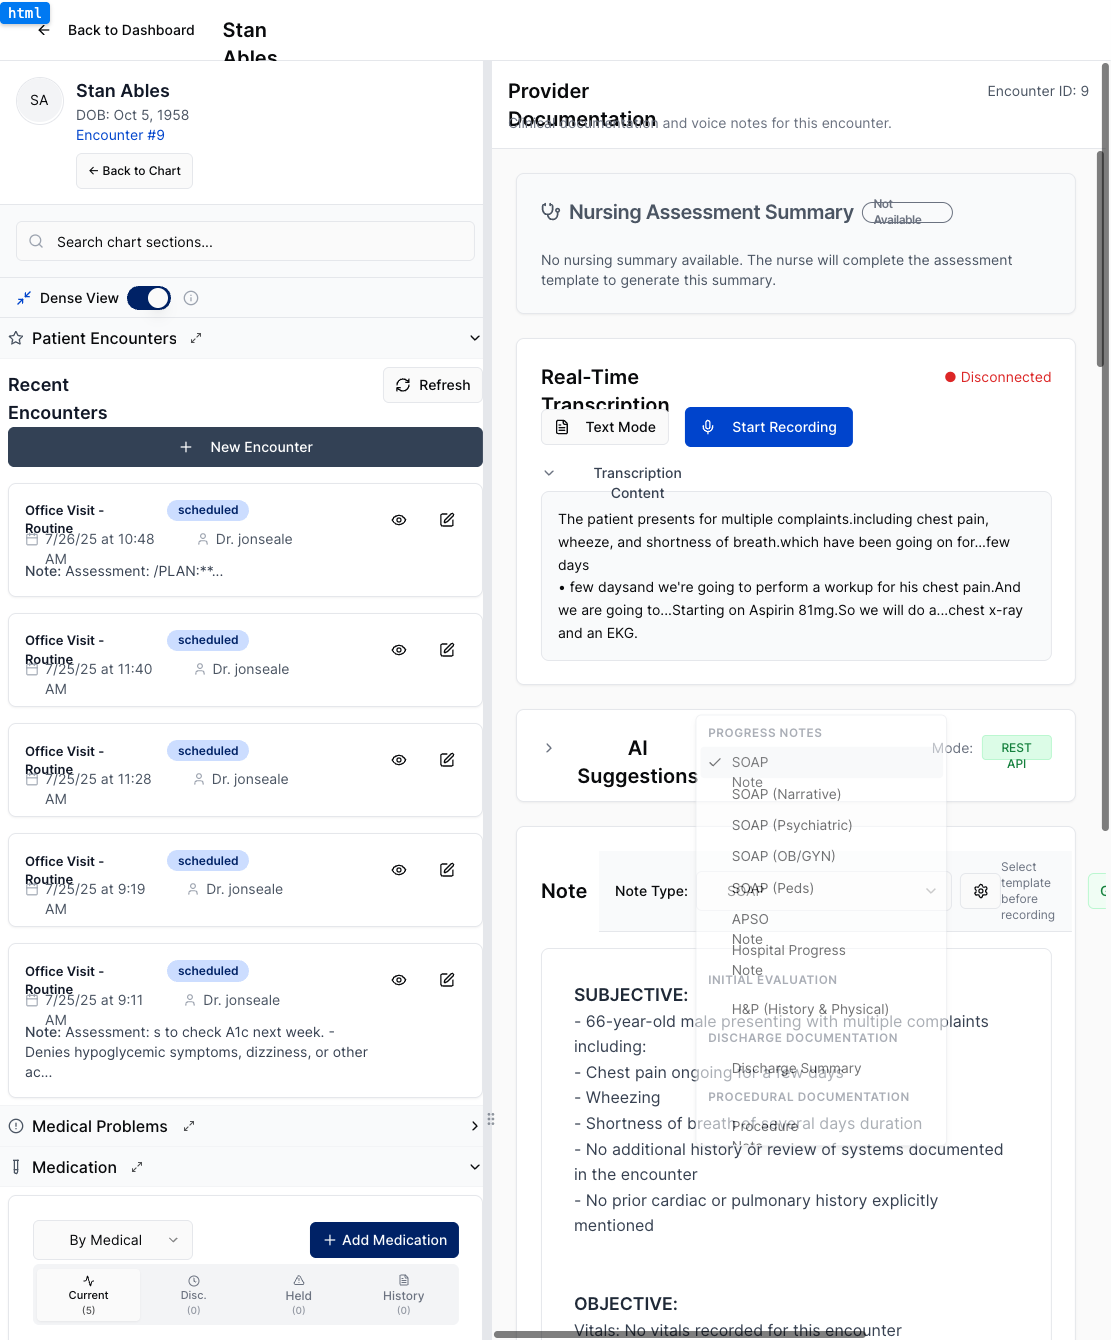 html
Back to Dashboard
Stan
Ables
SA
Stan Ables
DOB: Oct 5, 1958
Encounter #9
← Back to Chart
Search chart sections...
Dense View
Patient Encounters
Recent
Encounters
Refresh
New Encounter
Office Visit -
Routine
scheduled
7/26/25 at 10:48
AM
Dr. jonseale
Note: Assessment: /PLAN:**...
Office Visit -
Routine
scheduled
7/25/25 at 11:40
AM
Dr. jonseale
Office Visit -
Routine
scheduled
7/25/25 at 11:28
AM
Dr. jonseale
Office Visit -
Routine
scheduled
7/25/25 at 9:19
AM
Dr. jonseale
Office Visit -
Routine
scheduled
7/25/25 at 9:11
AM
Dr. jonseale
Note: Assessment: s to check A1c next week. -
Denies hypoglycemic symptoms, dizziness, or other
ac...
Medical Problems
Medication
By Medical
Add Medication
Current
(5)
Disc.
(0)
Held
(0)
History
(0)
Provider
Documentation
Encounter ID: 9
Clinical documentation and voice notes for this encounter.
Nursing Assessment Summary
Not
Available
No nursing summary available. The nurse will complete the assessment
template to generate this summary.
Real-Time
Transcription
Disconnected
Text Mode
Start Recording
Transcription
Content
The patient presents for multiple complaints.including chest pain,
wheeze, and shortness of breath.which have been going on for...few
days
• few daysand we're going to perform a workup for his chest pain.And
we are going to...Starting on Aspirin 81mg.So we will do a...chest x-ray
and an EKG.
AI
Suggestions
Mode:
REST
API
PROGRESS NOTES
SOAP
Note
SOAP (Narrative)
SOAP (Psychiatric)
SOAP (OB/GYN)
SOAP (Peds)
APSO
Note
Hospital Progress
Note
INITIAL EVALUATION
H&P (History & Physical)
DISCHARGE DOCUMENTATION
Discharge Summary
PROCEDURAL DOCUMENTATION
Procedure
Note
Note
Note Type:
SOAP
Select
template
before
recording
SUBJECTIVE:
- 66-year-old male presenting with multiple complaints
including:
- Chest pain ongoing for a few days
- Wheezing
- Shortness of breath of several days duration
- No additional history or review of systems documented
in the encounter
- No prior cardiac or pulmonary history explicitly
mentioned
OBJECTIVE:
Vitals: No vitals recorded for this encounter